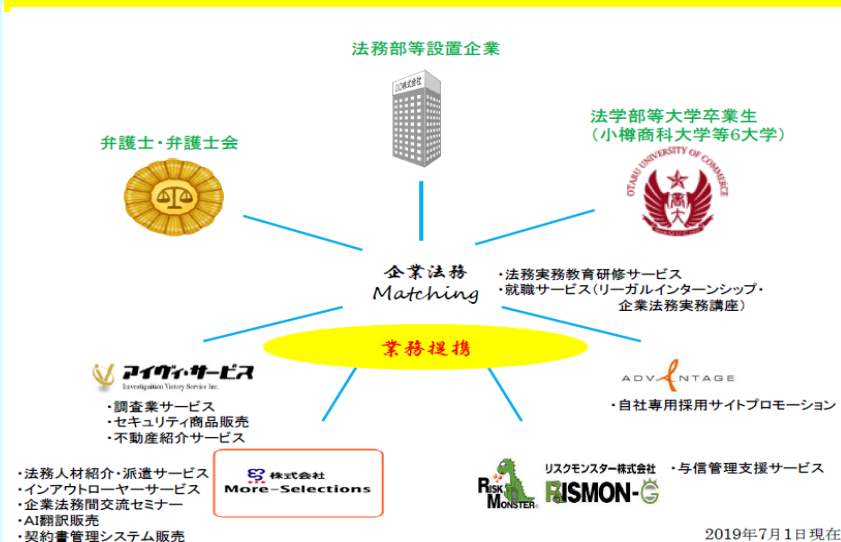 法務部等設置企業
〇〇株式会社
弁護士・弁護士会
法学部等大学卒業生
（小樽商科大学等6大学）
OTARU UNIVERSITY OF COMMERCE
商大
企業法務
Matching
・法務実務教育研修サービス
・就職サービス（リーガルインターンシップ・
企業法務実務講座）
業務提携
アイヴィ・サービス
Investigation Victory Service Inc.
・調査業サービス
・セキュリティ商品販売
・不動産紹介サービス
ADVANTAGE
・自社専用採用サイトプロモーション
・法務人材紹介・派遣サービス
・インアウトローヤーサービス
・企業法務間交流セミナー
・AI翻訳販売
・契約書管理システム販売
株式会社
More-Selections
RISK MONSTER
リスクモンスター株式会社
RISMON-G
・与信管理支援サービス
2019年7月1日現在